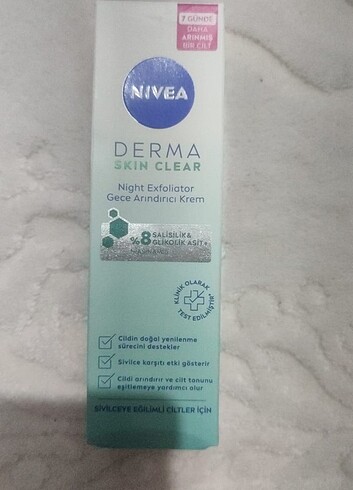 7 GÜNDE
DAHA
ARINMIŞ
BİR CİLT
NIVEA
DERMA
SKIN CLEAR
Night Exfoliator
Gece Arındırıcı Krem
%8 SALİSİLİK&
GLİKOLİK ASİT+
NIACINAMID
KLİNİK OLARAK
TEST EDİLMİŞTİR
Cildin doğal yenilenme
sürecini destekler
Sivilce karşıtı etki gösterir
Cildi arındırır ve cilt tonunu
eşitlemeye yardımcı olur
SİVİLCEYE EĞİLİMLİ CİLTLER İÇİN